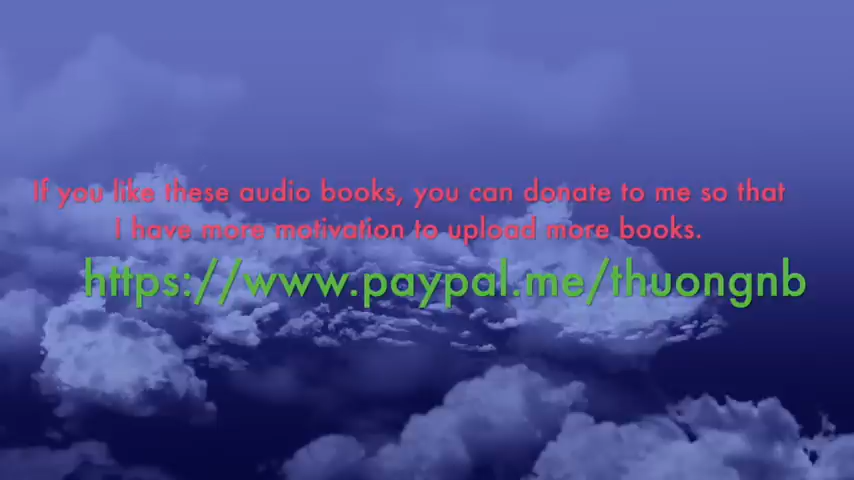 If you like these audio books, you can donate to me so that
I have more motivation to upload more books.
https://www.paypal.me/thuongnb